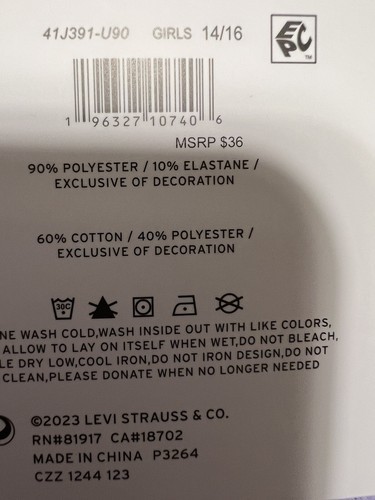 41J391-U90 GIRLS 14/16
EPC TM
1 96327 10740 6
MSRP $36
90% POLYESTER / 10% ELASTANE /
EXCLUSIVE OF DECORATION
60% COTTON / 40% POLYESTER /
EXCLUSIVE OF DECORATION
30C
NE WASH COLD,WASH INSIDE OUT WITH LIKE COLORS,
ALLOW TO LAY ON ITSELF WHEN WET,DO NOT BLEACH,
LE DRY LOW,COOL IRON,DO NOT IRON DESIGN,DO NOT
CLEAN,PLEASE DONATE WHEN NO LONGER NEEDED
©2023 LEVI STRAUSS & CO.
RN#81917 CA#18702
MADE IN CHINA P3264
CZZ 1244 123